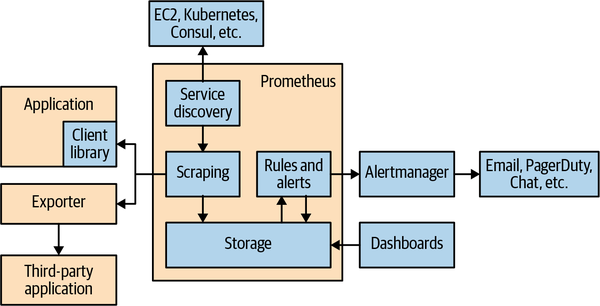 EC2, Kubernetes,
Consul, etc.
Prometheus
Application
Client
library
Service
discovery
Scraping
Rules and
alerts
Alertmanager
Email, PagerDuty,
Chat, etc.
Exporter
Storage
Dashboards
Third-party
application